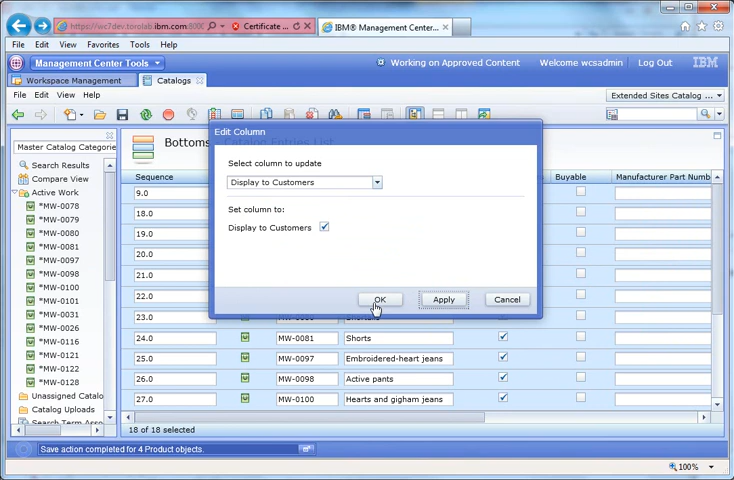 https://wc7dev.torolab.ibm.com:8000
Certificate ...
IBM® Management Center...
File Edit View Favorites Tools Help
Management Center Tools
Working on Approved Content
Welcome wcsadmin
Log Out
IBM
Workspace Management
Catalogs
File Edit View Help
Extended Sites Catalog ...
Master Catalog Categorie
Search Results
Compare View
Active Work
*MW-0078
*MW-0079
*MW-0080
*MW-0081
*MW-0097
*MW-0098
*MW-0100
*MW-0101
*MW-0031
*MW-0026
*MW-0116
*MW-0121
*MW-0122
*MW-0128
Unassigned Catalo
Catalog Uploads
Search Term Asso
Bottoms - Catalog Entries List
Sequence
Buyable
Manufacturer Part Numb
9.0
18.0
19.0
20.0
21.0
22.0
23.0
24.0 MW-0081 Shorts
25.0 MW-0097 Embroidered-heart jeans
26.0 MW-0098 Active pants
27.0 MW-0100 Hearts and gigham jeans
18 of 18 selected
Edit Column
Select column to update
Display to Customers
Set column to:
Display to Customers
OK
Apply
Cancel
Save action completed for 4 Product objects.
100%